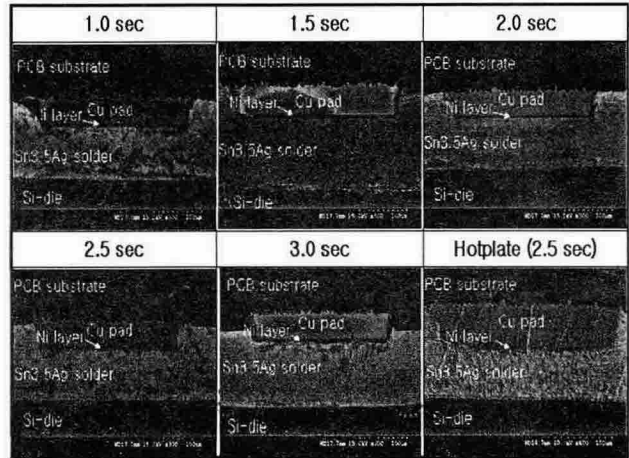 1.0 sec
PCB substrate
Cu pad
Ni layer
Sn3.5Ag solder
Si-die
1.5 sec
PCB substrate
Ni layer Cu pad
Sn3.5Ag solder
Si-die
2.0 sec
PCB substrate
Cu pad
Ni layer
Sn3.5Ag solder
Si-die
2.5 sec
PCB substrate
Cu pad
Ni layer
Sn3.5Ag solder
Si-die
3.0 sec
PCB substrate
Cu pad
Ni layer
Sn3.5Ag solder
Si-die
Hotplate (2.5 sec)
PCB substrate
Cu pad
Ni layer
Sn3.5Ag solder
Si-die